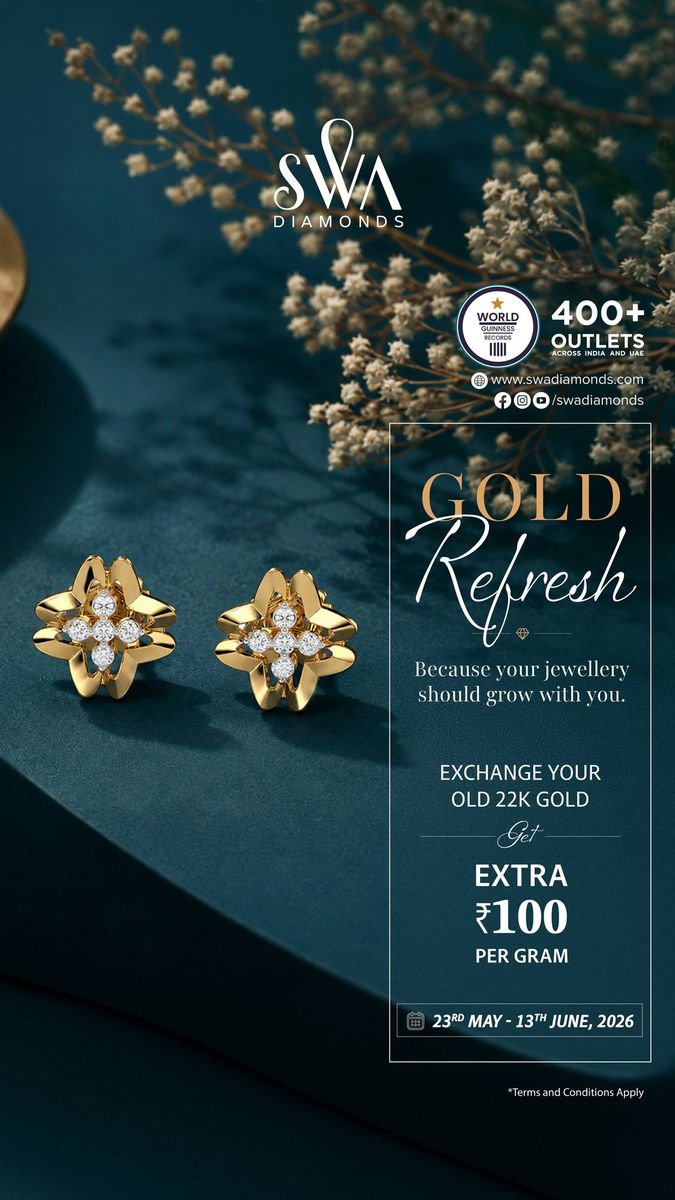 SWA
DIAMONDS
WORLD
GUINNESS
RECORDS
400+
OUTLETS
ACROSS INDIA AND UAE
www.swadiamonds.com
/swadiamonds
GOLD
Refresh
Because your jewellery
should grow with you.
EXCHANGE YOUR
OLD 22K GOLD
Get
EXTRA
₹100
PER GRAM
23RD MAY - 13TH JUNE, 2026
*Terms and Conditions Apply